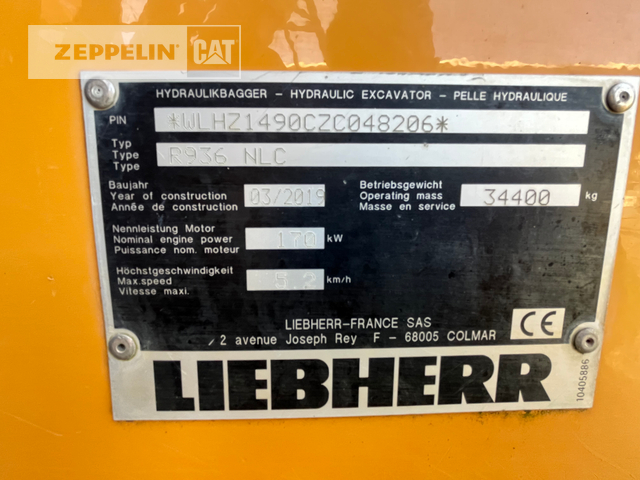 ZEPPELIN CAT
HYDRAULIKBAGGER - HYDRAULIC EXCAVATOR - PELLE HYDRAULIQUE
PIN *WLHZ1490CZC048206*
Typ
Type R936 NLC
Type
Baujahr
Year of construction 03/2019
Année de construction
Betriebsgewicht
Operating mass 34400 kg
Masse en service
Nennleistung Motor
Nominal engine power 170 kW
Puissance nom. moteur
Höchstgeschwindigkeit
Max.speed 5.2 km/h
Vitesse maxi.
LIEBHERR-FRANCE SAS
2 avenue Joseph Rey F - 68005 COLMAR
CE
LIEBHERR
10405886